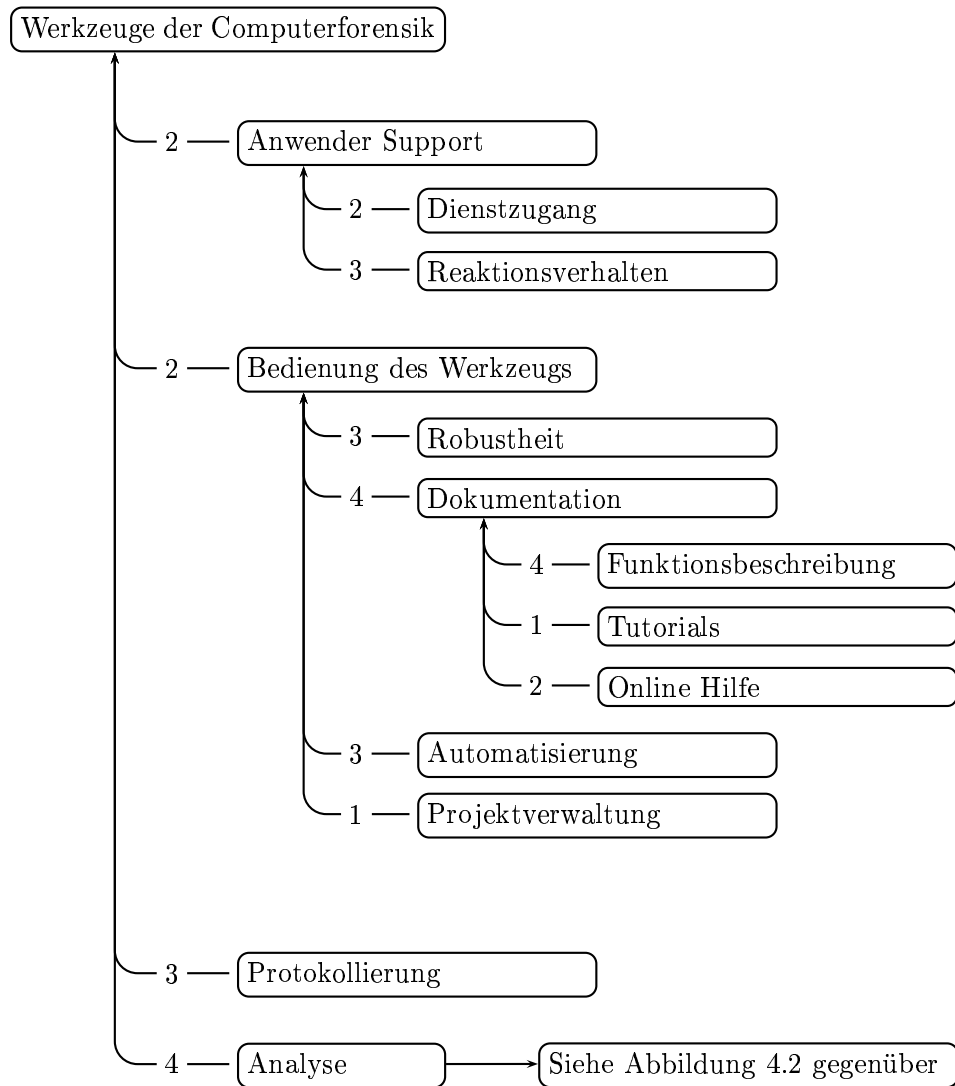 Werkzeuge der Computerforensik
2 Anwender Support
2 Dienstzugang
3 Reaktionsverhalten
2 Bedienung des Werkzeugs
3 Robustheit
4 Dokumentation
4 Funktionsbeschreibung
1 Tutorials
2 Online Hilfe
3 Automatisierung
1 Projektverwaltung
3 Protokollierung
4 Analyse Siehe Abbildung 4.2 gegenüber